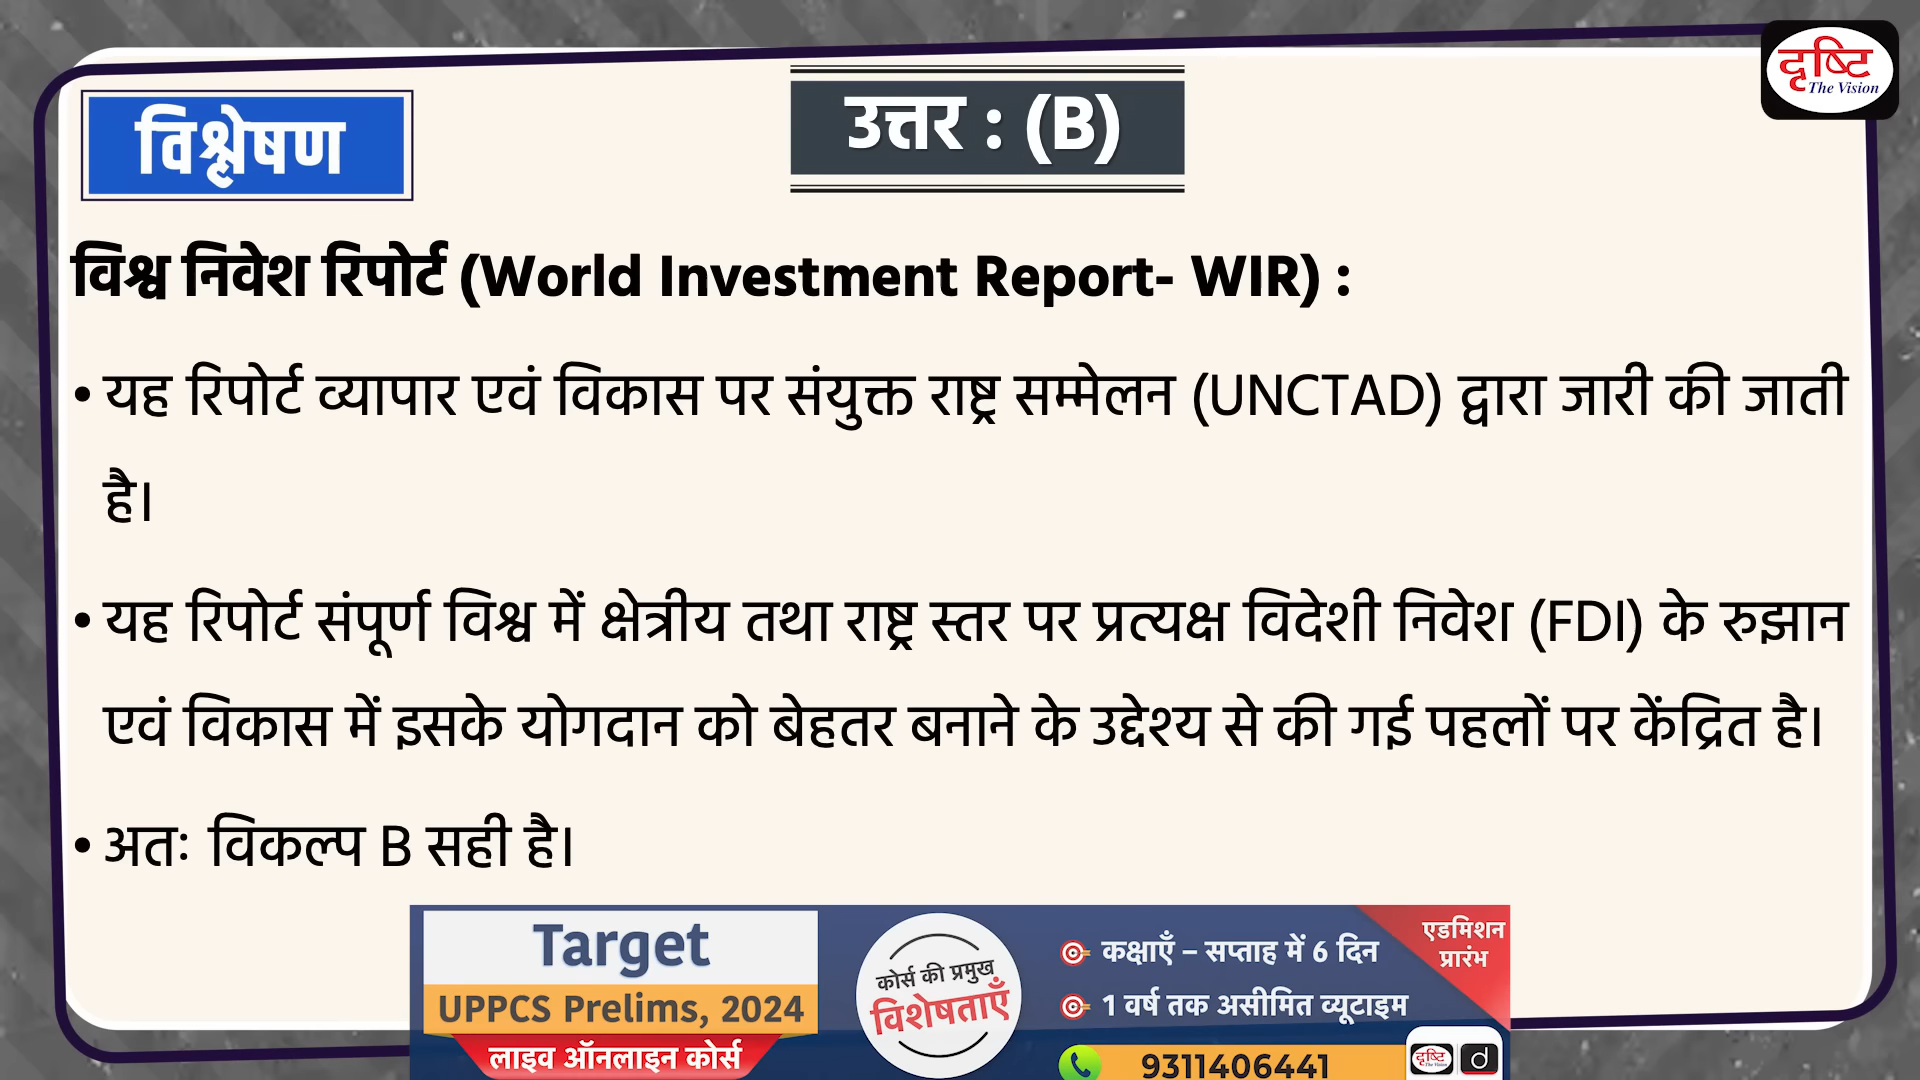 दृष्टि
The Vision
विश्लेषण
उत्तर : (B)
विश्व निवेश रिपोर्ट (World Investment Report- WIR) :
• यह रिपोर्ट व्यापार एवं विकास पर संयुक्त राष्ट्र सम्मेलन (UNCTAD) द्वारा जारी की जाती
है।
• यह रिपोर्ट संपूर्ण विश्व में क्षेत्रीय तथा राष्ट्र स्तर पर प्रत्यक्ष विदेशी निवेश (FDI) के रुझान
एवं विकास में इसके योगदान को बेहतर बनाने के उद्देश्य से की गई पहलों पर केंद्रित है।
• अतः विकल्प B सही है।
Target
UPPCS Prelims, 2024
लाइव ऑनलाइन कोर्स
कोर्स की प्रमुख
विशेषताएँ
कक्षाएँ – सप्ताह में 6 दिन
1 वर्ष तक असीमित व्यूटाइम
9311406441
एडमिशन
प्रारंभ
दृष्टि
The Vision
d